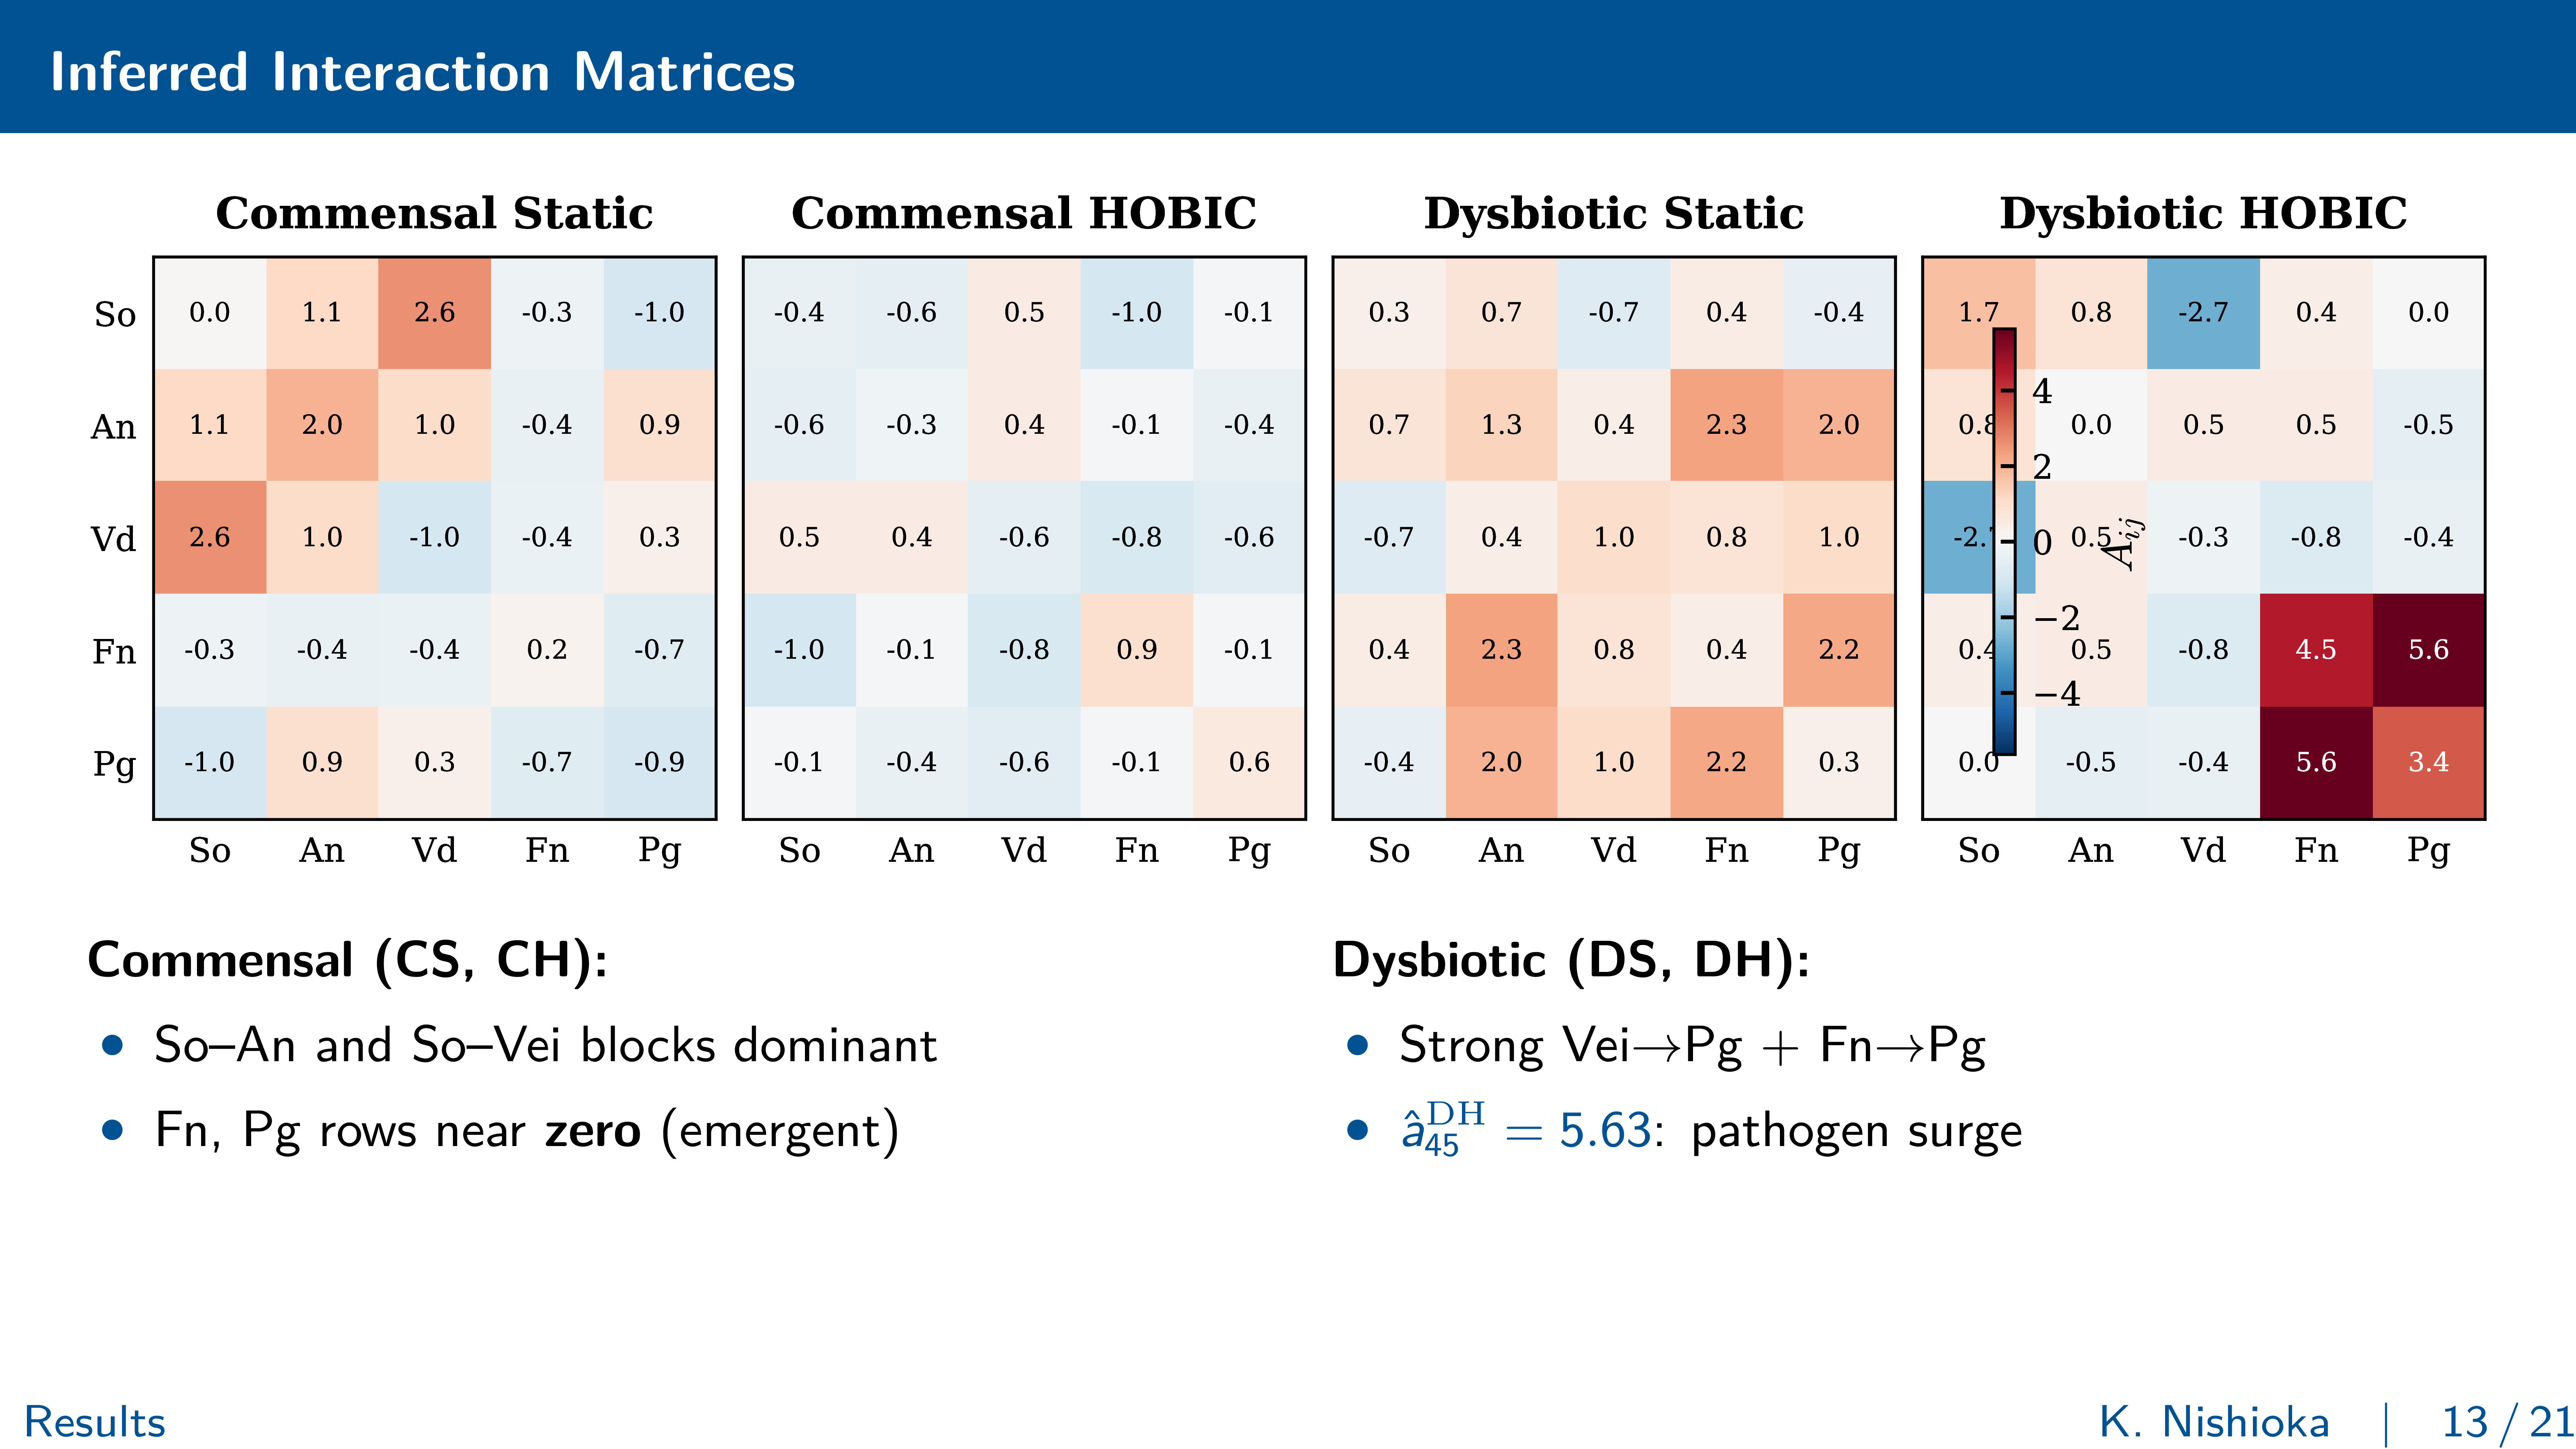 Inferred Interaction Matrices
Commensal Static Commensal HOBIC Dysbiotic Static Dysbiotic HOBIC
So 0.0 1.1 2.6 -0.3 -1.0 -0.4 -0.6 0.5 -1.0 -0.1 0.3 0.7 -0.7 0.4 -0.4 1.7 0.8 -2.7 0.4 0.0
4
An 1.1 2.0 1.0 -0.4 0.9 -0.6 -0.3 0.4 -0.1 -0.4 0.7 1.3 0.4 2.3 2.0 0.8 0.0 0.5 0.5 -0.5
2
Vd 2.6 1.0 -1.0 -0.4 0.3 0.5 0.4 -0.6 -0.8 -0.6 -0.7 0.4 1.0 0.8 1.0 -2.7 0.5 -0.3 -0.8 -0.4
0 A_{ij}
−2
Fn -0.3 -0.4 -0.4 0.2 -0.7 -1.0 -0.1 -0.8 0.9 -0.1 0.4 2.3 0.8 0.4 2.2 0.4 0.5 -0.8 4.5 5.6
−4
Pg -1.0 0.9 0.3 -0.7 -0.9 -0.1 -0.4 -0.6 -0.1 0.6 -0.4 2.0 1.0 2.2 0.3 0.0 -0.5 -0.4 5.6 3.4
So An Vd Fn Pg So An Vd Fn Pg So An Vd Fn Pg So An Vd Fn Pg
Commensal (CS, CH):
• So–An and So–Vei blocks dominant
• Fn, Pg rows near zero (emergent)
Dysbiotic (DS, DH):
• Strong Vei→Pg + Fn→Pg
• â_{45}^{DH} = 5.63: pathogen surge
Results K. Nishioka | 13 / 21